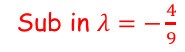 Sub in λ = −4/9